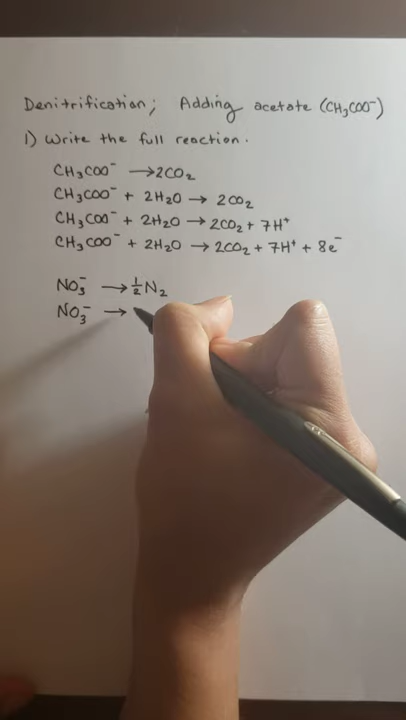 Denitrification; Adding acetate (CH₃COO⁻)
1) Write the full reaction.
CH₃COO⁻ → 2CO₂
CH₃COO⁻ + 2H₂O → 2CO₂
CH₃COO⁻ + 2H₂O → 2CO₂ + 7H⁺
CH₃COO⁻ + 2H₂O → 2CO₂ + 7H⁺ + 8e⁻
NO₃⁻ → ½N₂
NO₃⁻ →